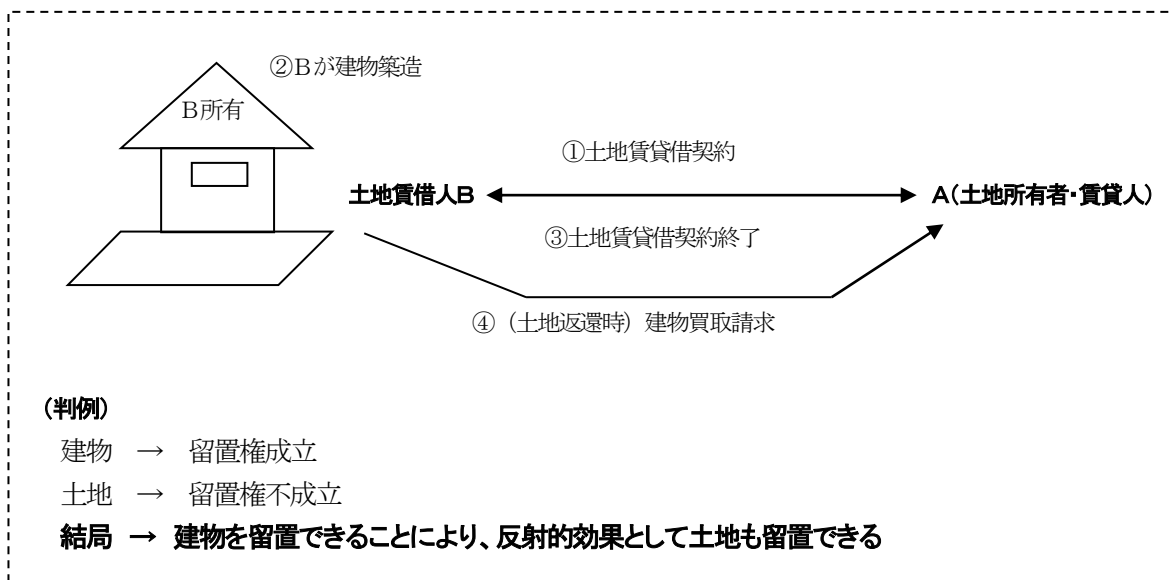 ②Bが建物築造
B所有
①土地賃貸借契約
土地賃借人B
A（土地所有者・賃貸人）
③土地賃貸借契約終了
④（土地返還時）建物買取請求
（判例）
建物 → 留置権成立
土地 → 留置権不成立
結局 → 建物を留置できることにより、反射的効果として土地も留置できる